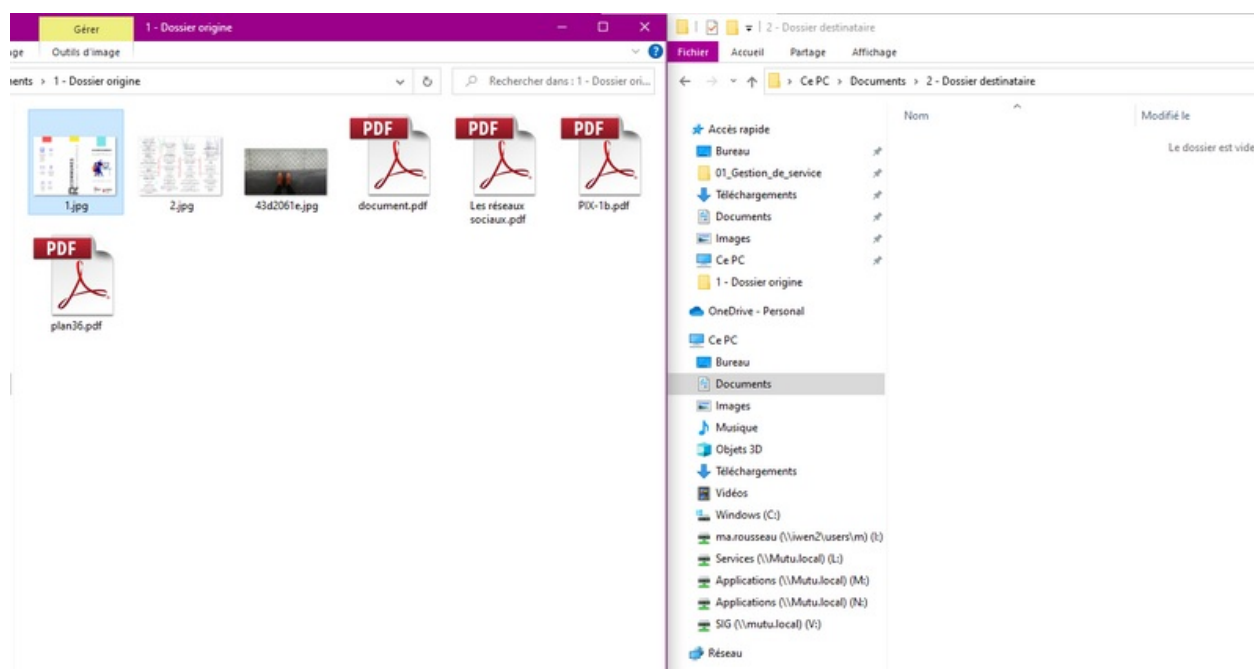 Gérer
1 - Dossier origine
ge
Outils d'image
ents > 1 - Dossier origine
Rechercher dans : 1 - Dossier ori...
PDF
PDF
PDF
1.jpg
2.jpg
43d2061e.jpg
document.pdf
Les réseaux
sociaux.pdf
PIX-1b.pdf
PDF
plan36.pdf
2 - Dossier destinataire
Fichier
Accueil
Partage
Affichage
> Ce PC > Documents > 2 - Dossier destinataire
Nom
Modifié le
Le dossier est vide
Accès rapide
Bureau
01_Gestion_de_service
Téléchargements
Documents
Images
Ce PC
1 - Dossier origine
OneDrive - Personal
Ce PC
Bureau
Documents
Images
Musique
Objets 3D
Téléchargements
Vidéos
Windows (C:)
ma.rousseau (\\iwen2\users\m) (I:)
Services (\\Mutu.local) (L:)
Applications (\\Mutu.local) (M:)
Applications (\\Mutu.local) (N:)
SIG (\\mutu.local) (V:)
Réseau